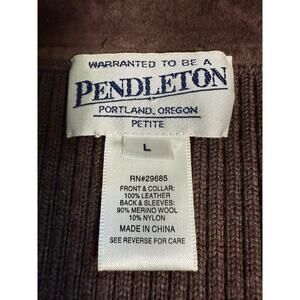 WARRANTED TO BE A
PENDLETON
PORTLAND, OREGON
PETITE
L
RN#29685
FRONT & COLLAR:
100% LEATHER
BACK & SLEEVES:
90% MERINO WOOL
10% NYLON
MADE IN CHINA
SEE REVERSE FOR CARE